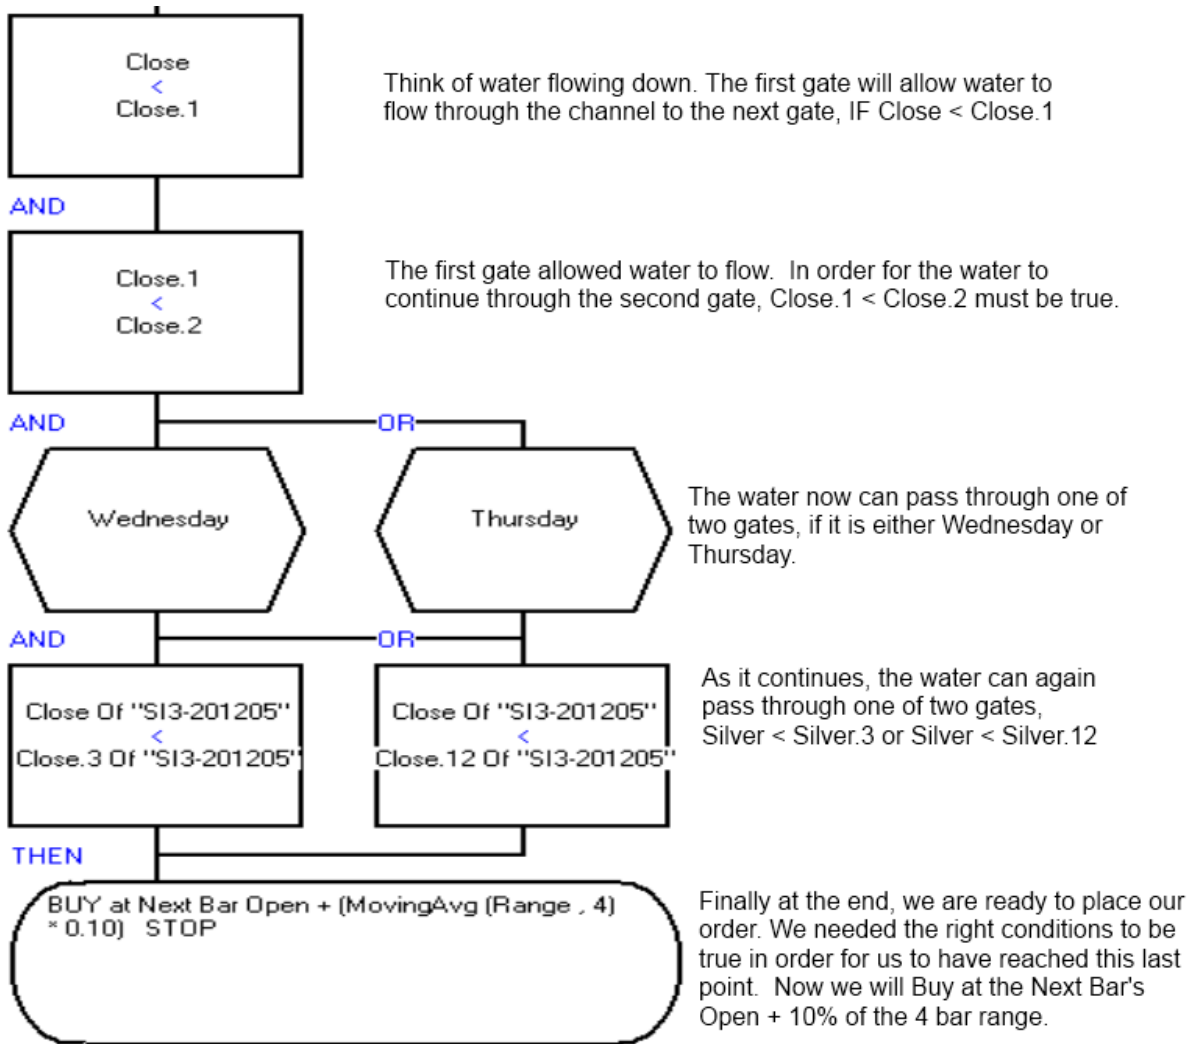 Close
<
Close.1
Think of water flowing down. The first gate will allow water to
flow through the channel to the next gate, IF Close < Close.1
AND
Close.1
<
Close.2
The first gate allowed water to flow.  In order for the water to
continue through the second gate, Close.1 < Close.2 must be true.
AND
OR
Wednesday
Thursday
The water now can pass through one of
two gates, if it is either Wednesday or
Thursday.
AND
OR
Close Of "SI3-201205"
<
Close.3 Of "SI3-201205"
Close Of "SI3-201205"
<
Close.12 Of "SI3-201205"
As it continues, the water can again
pass through one of two gates,
Silver < Silver.3 or Silver < Silver.12
THEN
BUY at Next Bar Open + (MovingAvg (Range , 4)
* 0.10)   STOP
Finally at the end, we are ready to place our
order. We needed the right conditions to be
true in order for us to have reached this last
point.  Now we will Buy at the Next Bar's
Open + 10% of the 4 bar range.